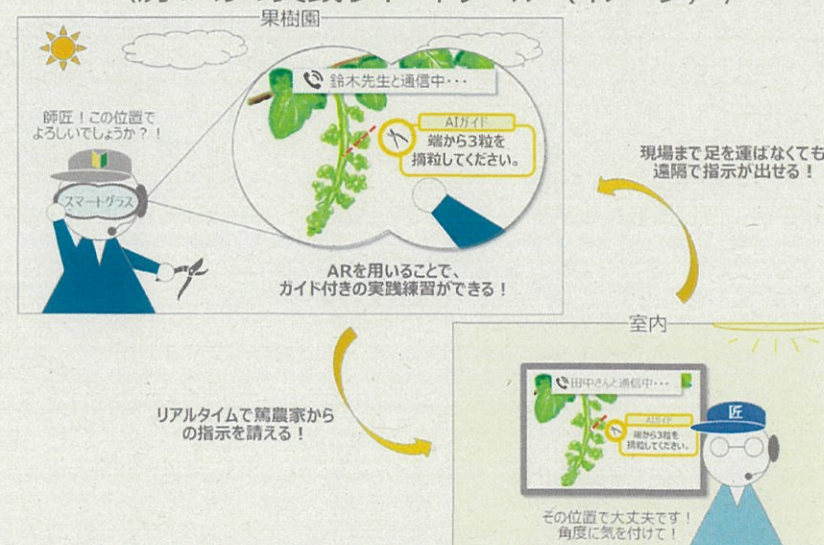 果樹園
師匠！この位置で
よろしいでしょうか？！
スマートグラス
鈴木先生と通信中・・・
AIガイド
端から3粒を
摘粒してください。
ARを用いることで、
ガイド付きの実践練習ができる！
現場まで足を運ばなくても
遠隔で指示が出せる！
リアルタイムで篤農家から
の指示を請える！
室内
田中さんと通信中・・・
AIガイド
端から3粒を
摘粒してください。
匠
その位置で大丈夫です！
角度に気を付けて！